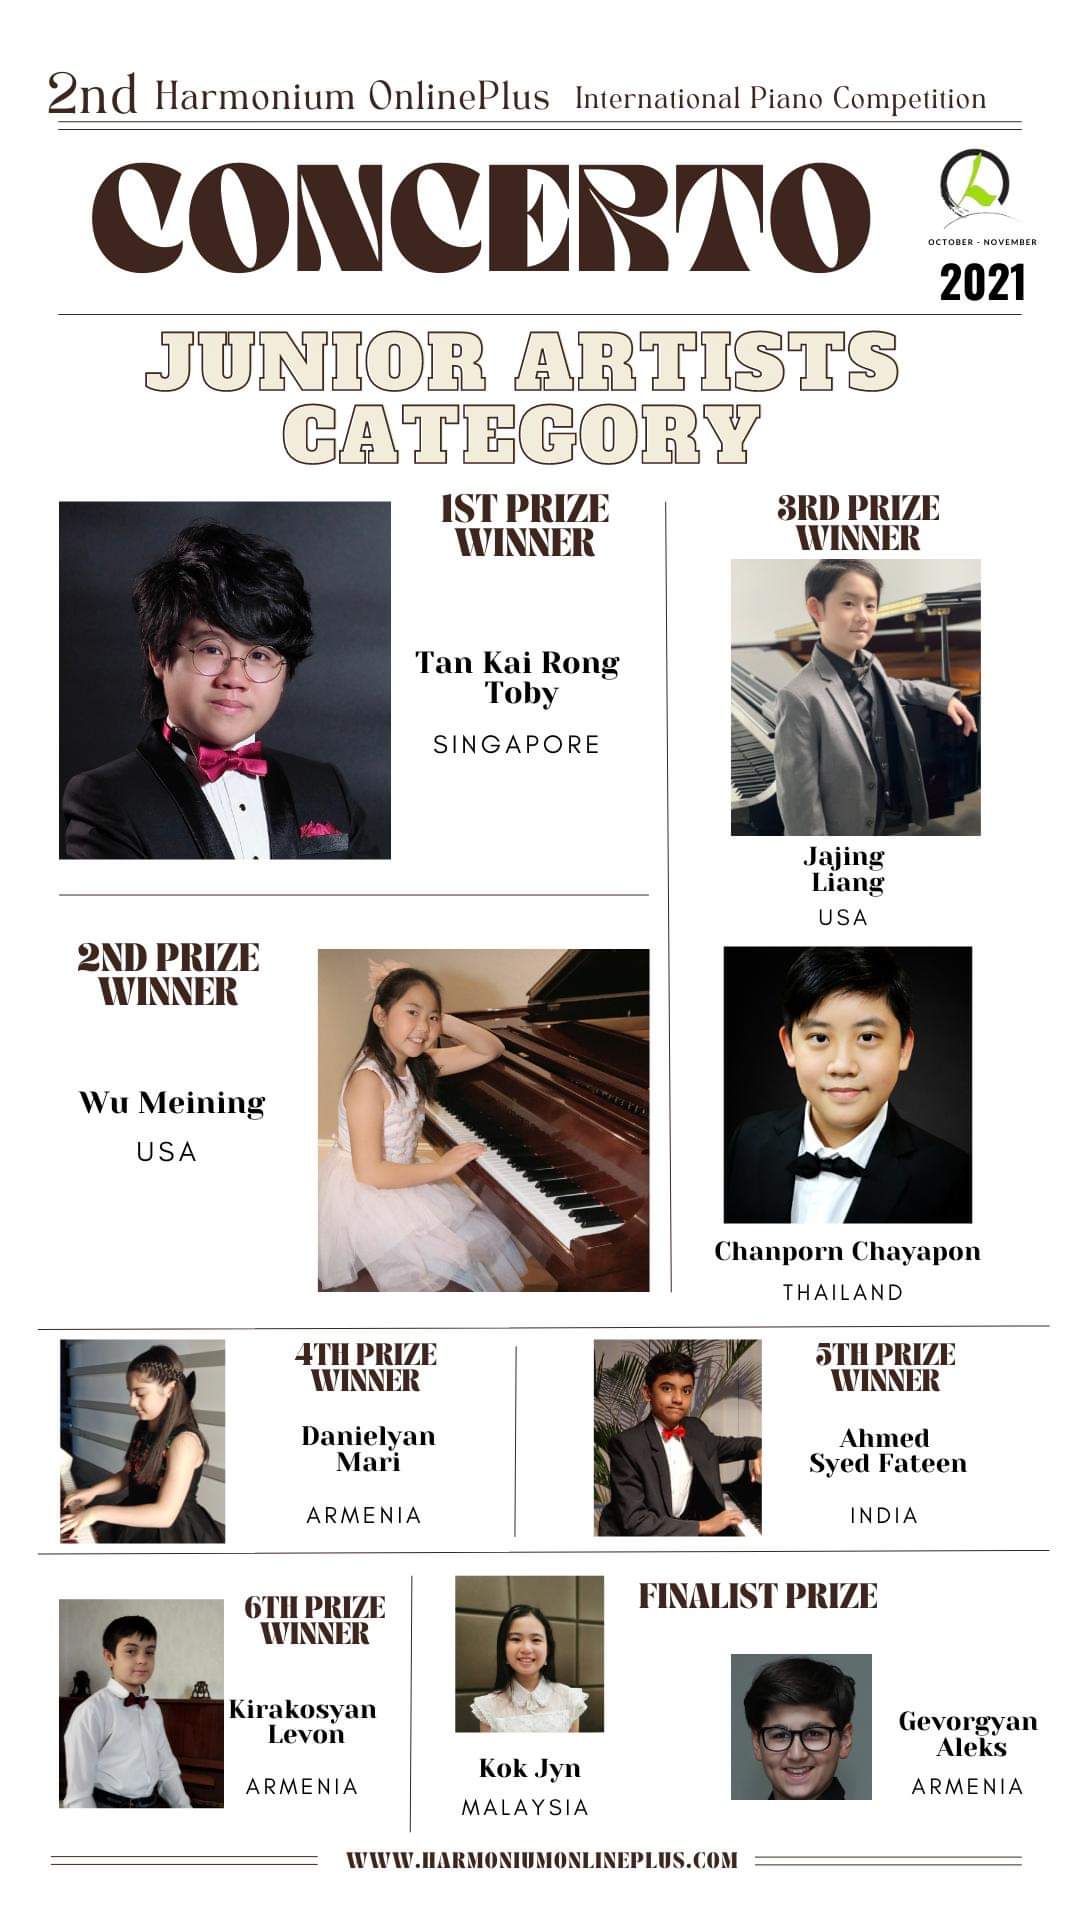 2nd Harmonium OnlinePlus International Piano Competition
CONCERTO
OCTOBER - NOVEMBER
2021
JUNIOR ARTISTS
CATEGORY
1ST PRIZE
WINNER
Tan Kai Rong
Toby
SINGAPORE
2ND PRIZE
WINNER
Wu Meining
USA
3RD PRIZE
WINNER
Jajing
Liang
USA
Chanporn Chayapon
THAILAND
4TH PRIZE
WINNER
Danielyan
Mari
ARMENIA
5TH PRIZE
WINNER
Ahmed
Syed Fateen
INDIA
6TH PRIZE
WINNER
Kirakosyan
Levon
ARMENIA
FINALIST PRIZE
Kok Jyn
MALAYSIA
Gevorgyan
Aleks
ARMENIA
WWW.HARMONIUMONLINEPLUS.COM